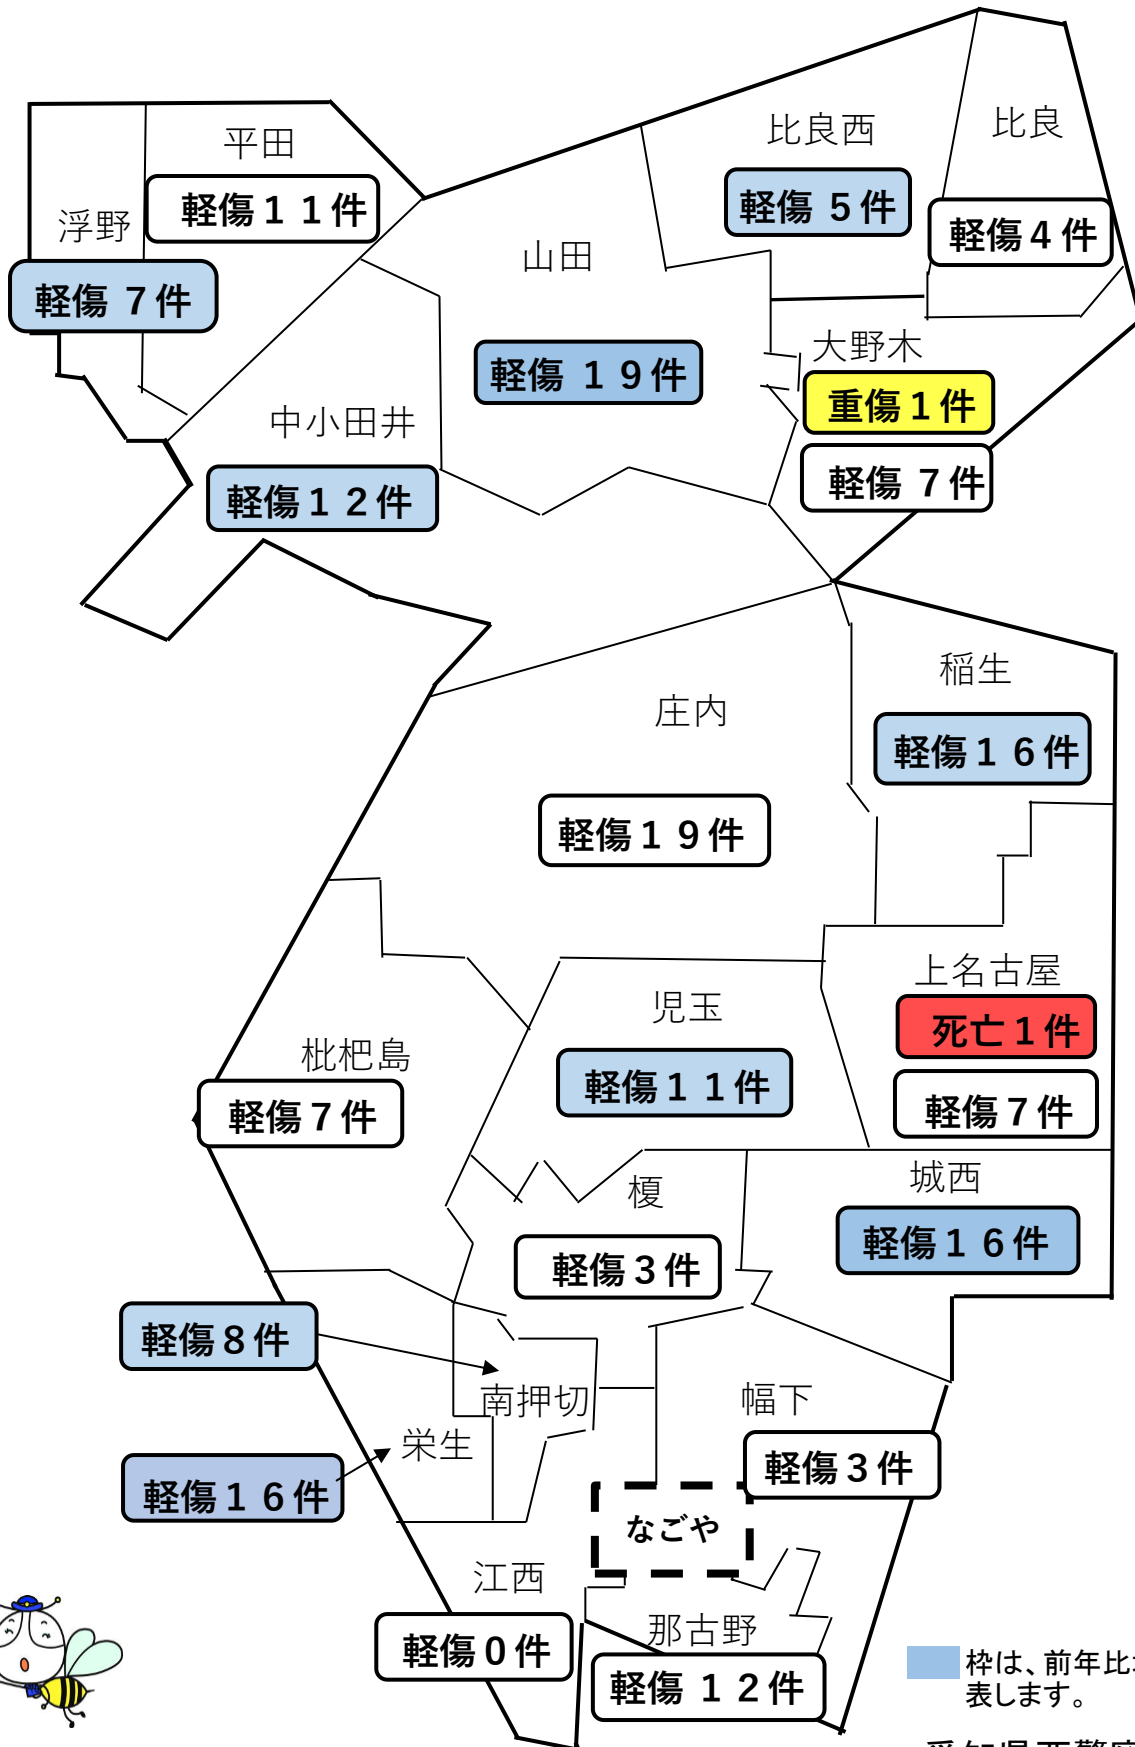 比良
比良西
平田
軽傷１１件
軽傷 ５件
軽傷４件
浮野
山田
軽傷 ７件
大野木
軽傷 １９件
重傷１件
中小田井
軽傷１２件
軽傷 ７件
稲生
庄内
軽傷１６件
軽傷１９件
上名古屋
児玉
死亡１件
枇杷島
軽傷１１件
軽傷７件
軽傷７件
城西
榎
軽傷１６件
軽傷３件
軽傷８件
南押切
幅下
栄生
軽傷３件
軽傷１６件
なごや
江西
那古野
軽傷０件
軽傷 １２件
枠は、前年比
表します。
愛知県西警